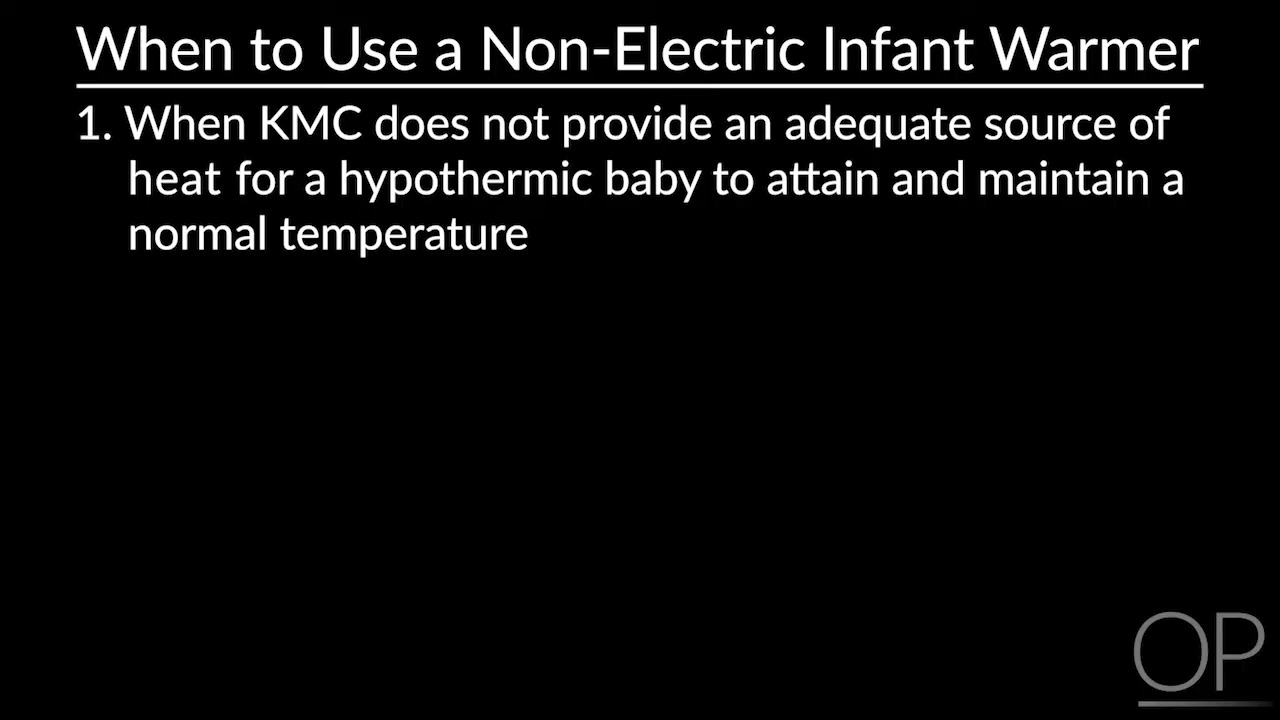 When to Use a Non-Electric Infant Warmer
1. When KMC does not provide an adequate source of
heat for a hypothermic baby to attain and maintain a
normal temperature
OP